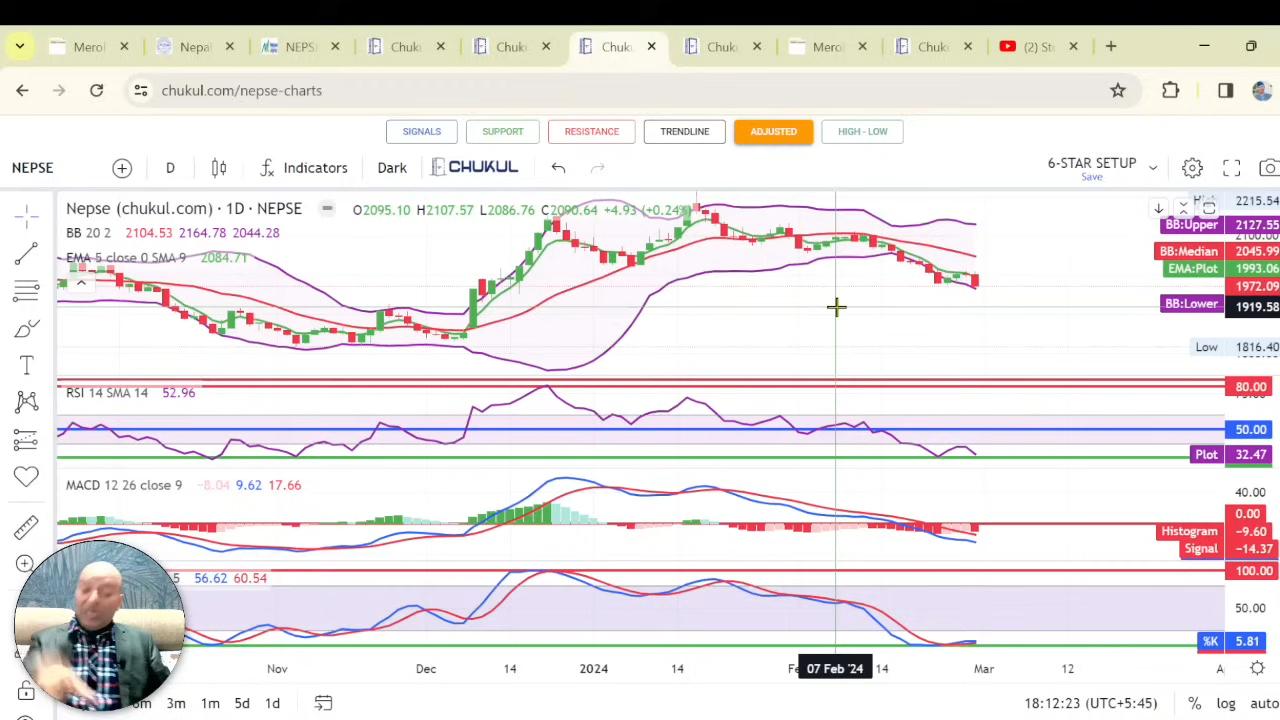 Merol
Nepal
NEPS
Chuku
Chuku
Chuku
Chuku
Merol
Chuku
(2) St
chukul.com/nepse-charts
SIGNALS SUPPORT RESISTANCE TRENDLINE ADJUSTED HIGH - LOW
NEPSE D Indicators Dark CHUKUL 6-STAR SETUP
Save
Nepse (chukul.com) · 1D · NEPSE O2095.10 H2107.57 L2086.76 C2090.64 +4.93 (+0.24%)
BB 20 2 2104.53 2164.78 2044.28
EMA 5 close 0 SMA 9 2084.71
2215.54
BB:Upper 2127.55
2100.00
BB:Median 2045.99
EMA:Plot 1993.06
1972.09
BB:Lower 1919.58
Low 1816.40
RSI 14 SMA 14 52.96
80.00
50.00
Plot 32.47
MACD 12 26 close 9 −8.04 9.62 17.66
40.00
0.00
Histogram −9.60
Signal −14.37
5 56.62 60.54
100.00
50.00
%K 5.81
Nov Dec 14 2024 14 07 Feb '24 14 Mar
6m 3m 1m 5d 1d 18:12:23 (UTC+5:45) % log auto